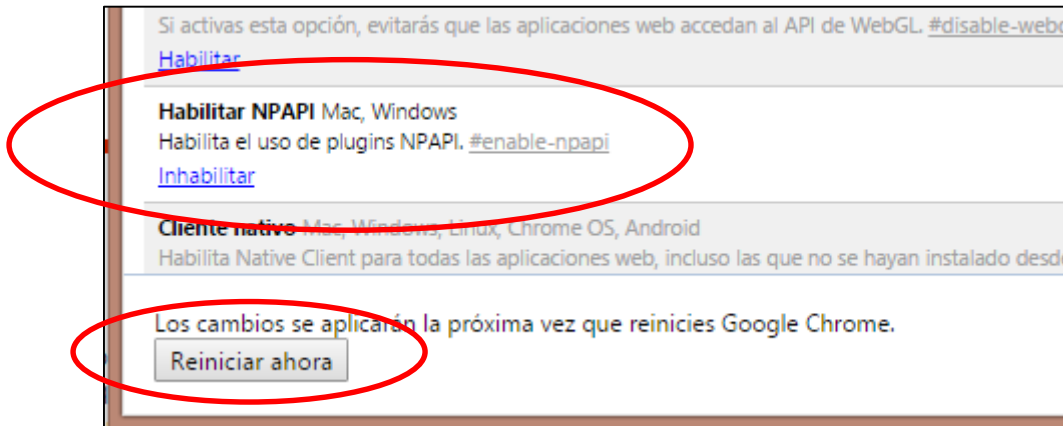 Si activas esta opción, evitarás que las aplicaciones web accedan al API de WebGL. #disable-web
Habilitar
Habilitar NPAPI Mac, Windows
Habilita el uso de plugins NPAPI. #enable-npapi
Inhabilitar
Cliente nativo Mac, Windows, Linux, Chrome OS, Android
Habilita Native Client para todas las aplicaciones web, incluso las que no se hayan instalado desde
Los cambios se aplicarán la próxima vez que reinicies Google Chrome.
Reiniciar ahora